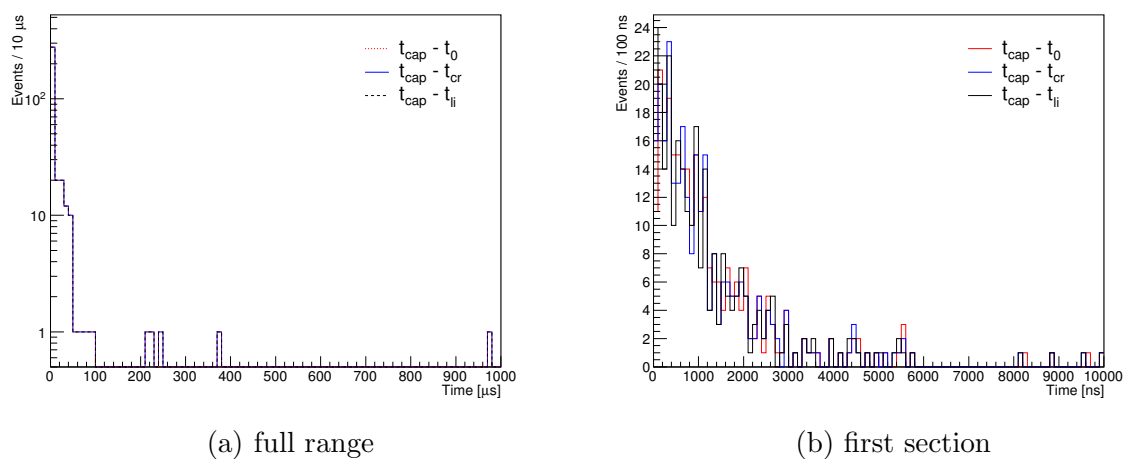 Events / 10 µs
10²
10
1
t_cap - t_0
t_cap - t_cr
t_cap - t_li
0 100 200 300 400 500 600 700 800 900 1000
Time [µs]
(a) full range
Events / 100 ns
24
22
20
18
16
14
12
10
8
6
4
2
0
t_cap - t_0
t_cap - t_cr
t_cap - t_li
0 1000 2000 3000 4000 5000 6000 7000 8000 9000 10000
Time [ns]
(b) first section